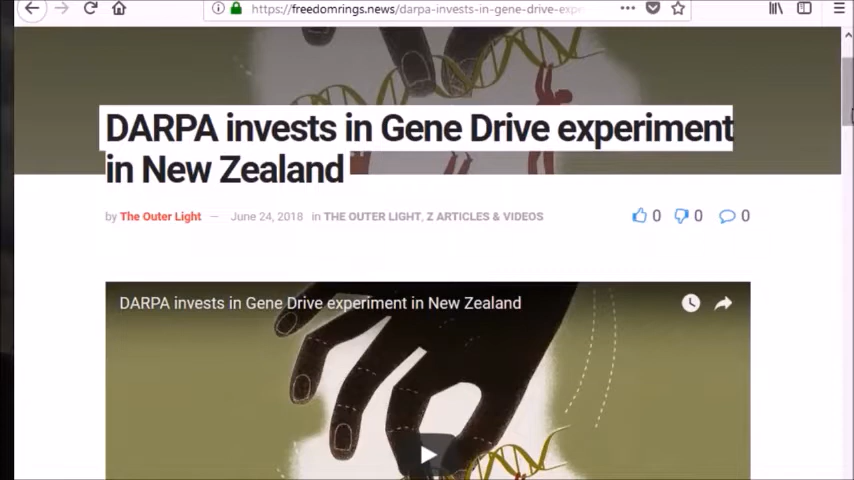 https://freedomrings.news/darpa-invests-in-gene-drive-expe
DARPA invests in Gene Drive experiment
in New Zealand
by The Outer Light — June 24, 2018 in THE OUTER LIGHT, Z ARTICLES & VIDEOS 0 0 0
DARPA invests in Gene Drive experiment in New Zealand